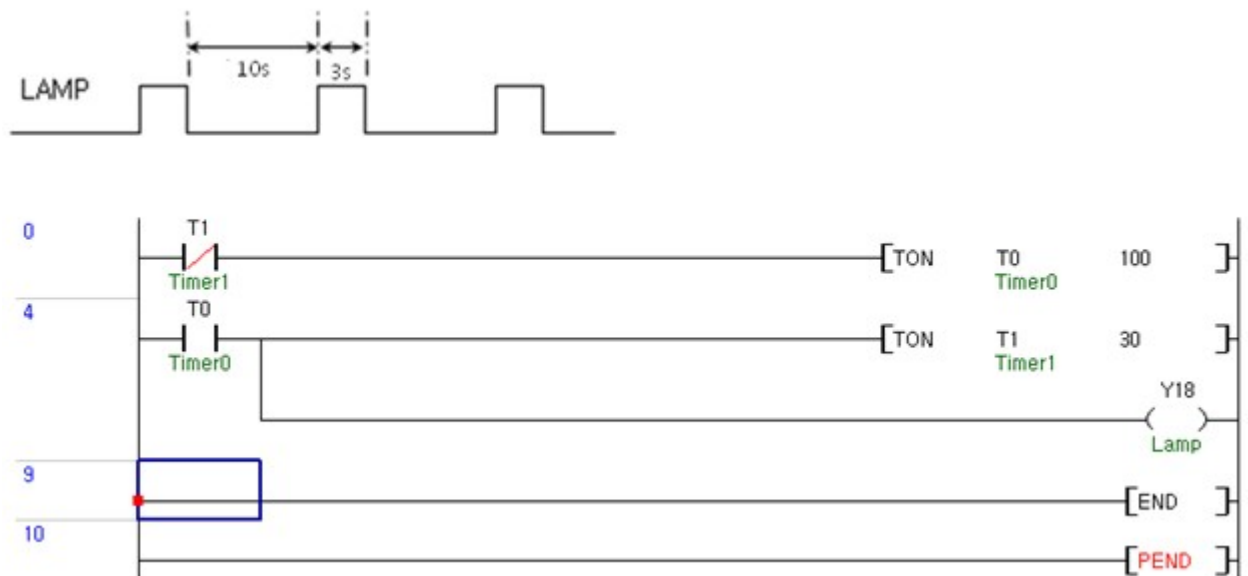 10s 3s
LAMP
0 T1
[TON T0 100 ]
Timer1 Timer0
4 T0
[TON T1 30 ]
Timer0 Timer1
Y18
( )
Lamp
9
[END ]
10
[PEND ]